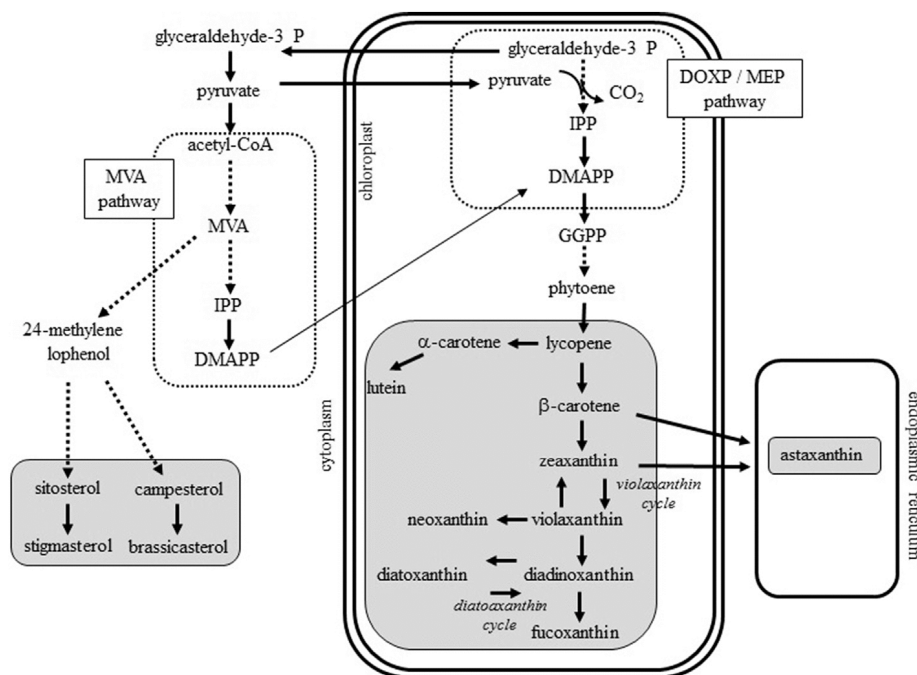 glyceraldehyde-3 P
pyruvate
acetyl-CoA
MVA
pathway
MVA
IPP
DMAPP
24-methylene
lophenol
sitosterol
campesterol
stigmasterol
brassicasterol
chloroplast
cytoplasm
glyceraldehyde-3 P
pyruvate
CO2
IPP
DMAPP
DOXP / MEP
pathway
GGPP
phytoene
α-carotene
lycopene
lutein
β-carotene
zeaxanthin
violaxanthin
cycle
neoxanthin
violaxanthin
diatoxanthin
diadinoxanthin
diatoaxanthin
cycle
fucoxanthin
astaxanthin
endoplasmic reticulum